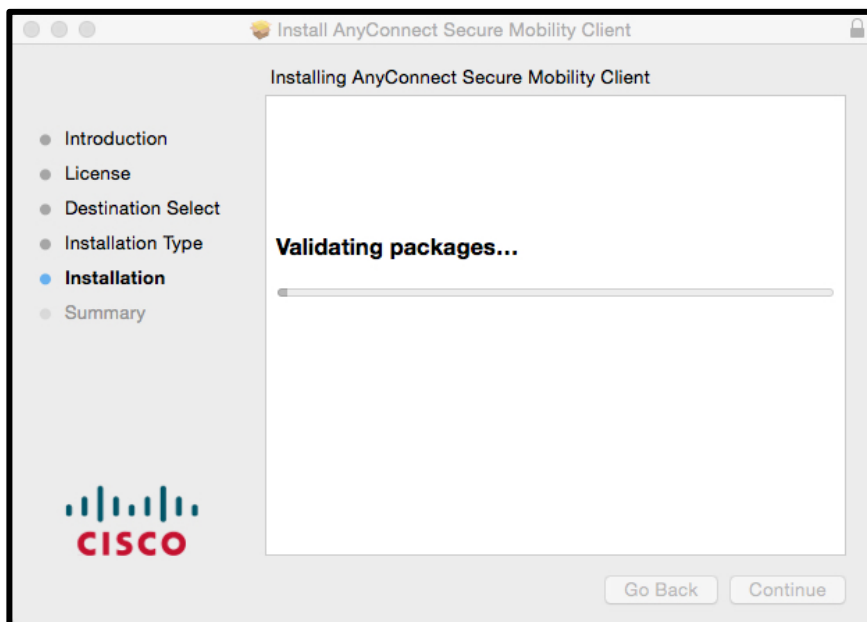 Install AnyConnect Secure Mobility Client
Installing AnyConnect Secure Mobility Client
Introduction
License
Destination Select
Installation Type
Installation
Summary
Validating packages...
CISCO
Go Back
Continue